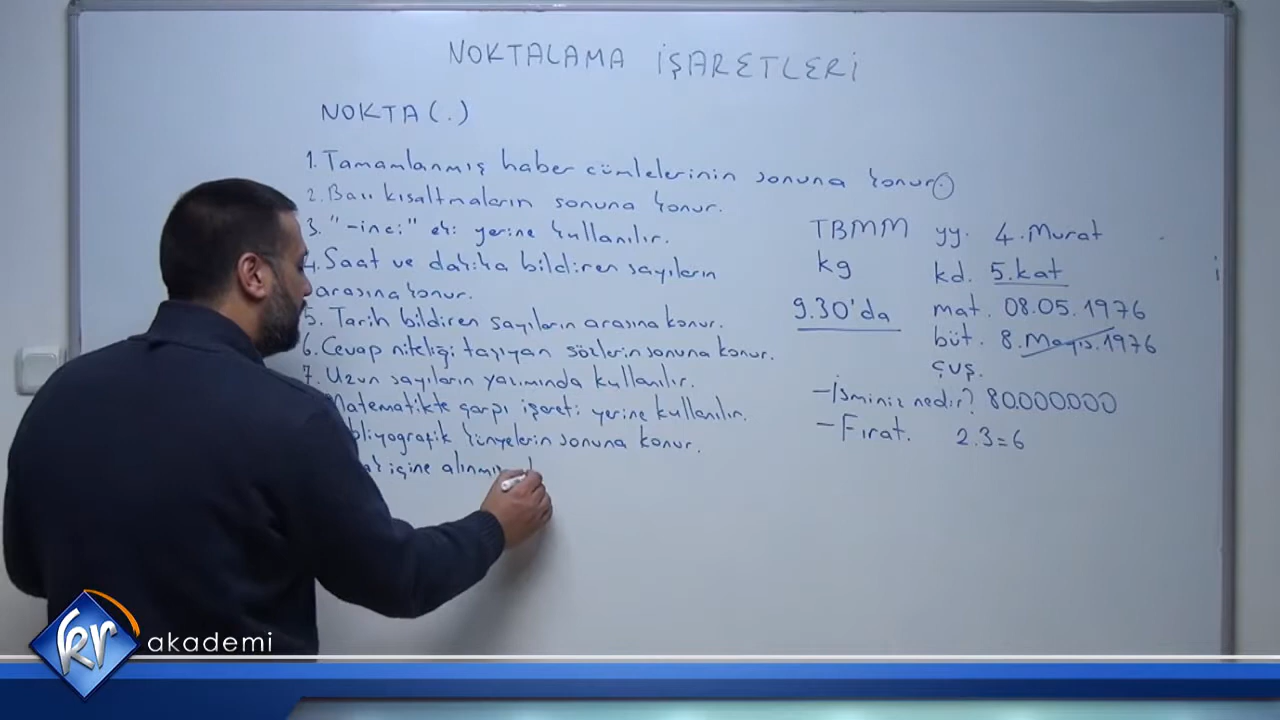 NOKTALAMA İŞARETLERİ
NOKTA (.)
1. Tamamlanmış haber cümlelerinin sonuna konur.
2. Bazı kısaltmaların sonuna konur.
3. "-inci" eki yerine kullanılır.
4. Saat ve dakika bildiren sayıların
arasına konur.
5. Tarih bildiren sayıların arasına konur.
6. Cevap niteliği taşıyan sözlerin sonuna konur.
7. Uzun sayıların yazımında kullanılır.
Matematikte çarpı işareti yerine kullanılır.
bliyografik künyelerin sonuna konur.
içine alınmış
TBMM yy. 4. Murat
kg kd. 5. kat
9.30'da mat. 08.05.1976
büt. 8. Mayıs. 1976
çuş.
-İsminiz nedir? 80.000.000
-Fırat. 2.3=6
kr akademi